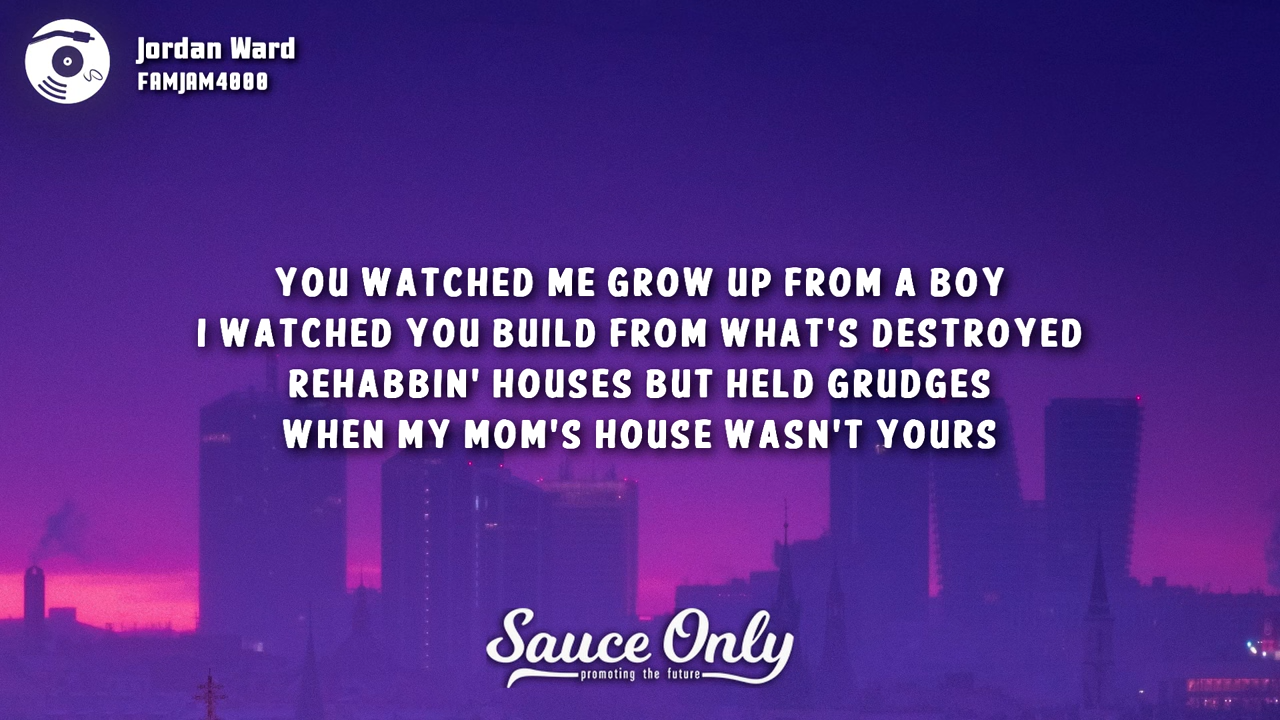 Jordan Ward
FAMJAM4000
YOU WATCHED ME GROW UP FROM A BOY
I WATCHED YOU BUILD FROM WHAT'S DESTROYED
REHABBIN' HOUSES BUT HELD GRUDGES
WHEN MY MOM'S HOUSE WASN'T YOURS
Sauce Only
promoting the future